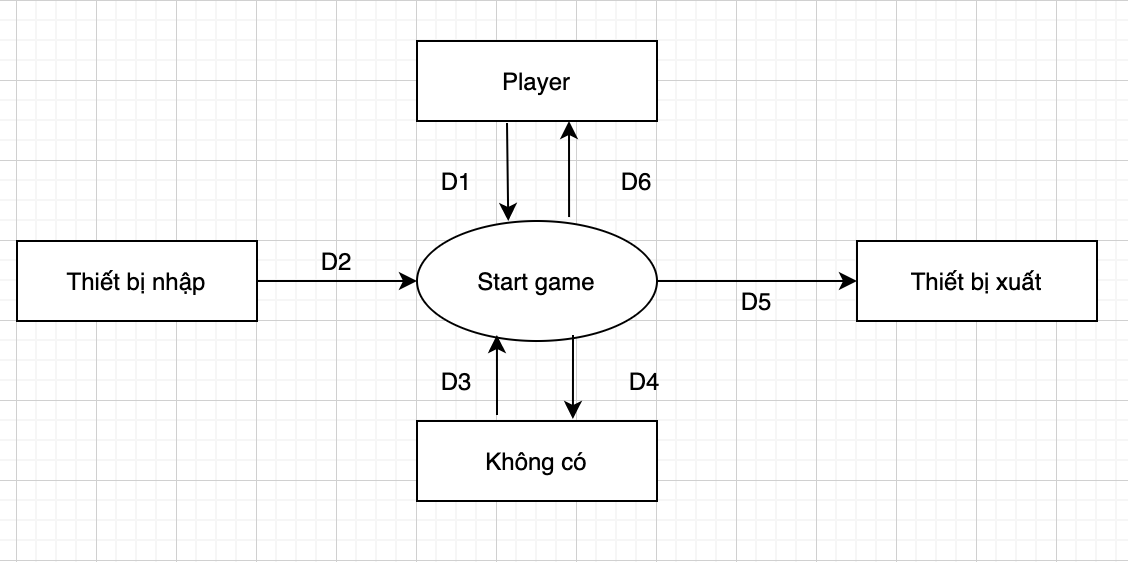 Player
D1
D6
D2
Thiết bị nhập
Start game
Thiết bị xuất
D5
D3
D4
Không có